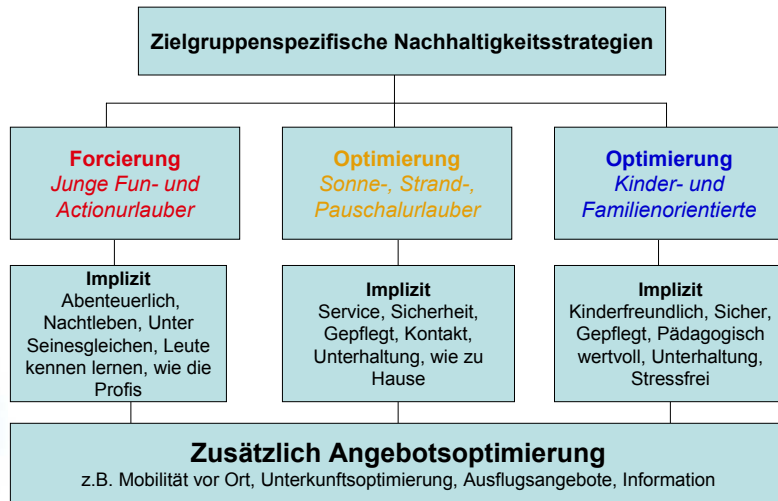 Zielgruppenspezifische Nachhaltigkeitsstrategien
Forcierung
Junge Fun- und
Actionurlauber
Optimierung
Sonne-, Strand-,
Pauschalurlauber
Optimierung
Kinder- und
Familienorientierte
Implizit
Abenteuerlich,
Nachtleben, Unter
Seinesgleichen, Leute
kennen lernen, wie die
Profis
Implizit
Service, Sicherheit,
Gepflegt, Kontakt,
Unterhaltung, wie zu
Hause
Implizit
Kinderfreundlich, Sicher,
Gepflegt, Pädagogisch
wertvoll, Unterhaltung,
Stressfrei
Zusätzlich Angebotsoptimierung
z.B. Mobilität vor Ort, Unterkunftsoptimierung, Ausflugsangebote, Information